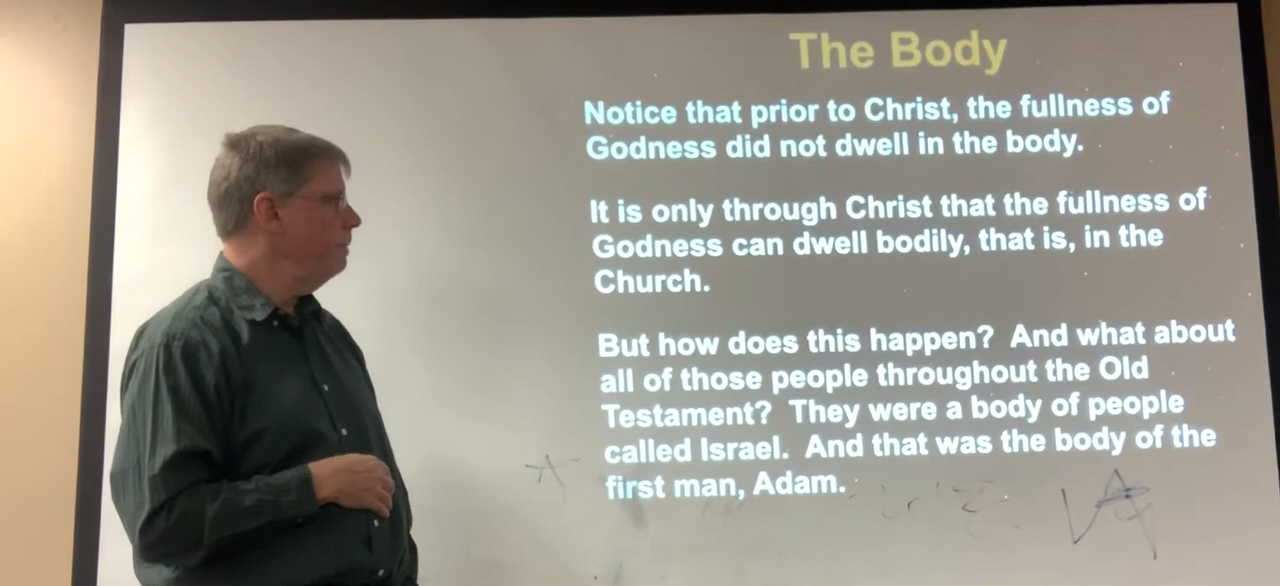 The Body
Notice that prior to Christ, the fullness of
Godness did not dwell in the body.
It is only through Christ that the fullness of
Godness can dwell bodily, that is, in the
Church.
But how does this happen? And what about
all of those people throughout the Old
Testament? They were a body of people
called Israel. And that was the body of the
first man, Adam.